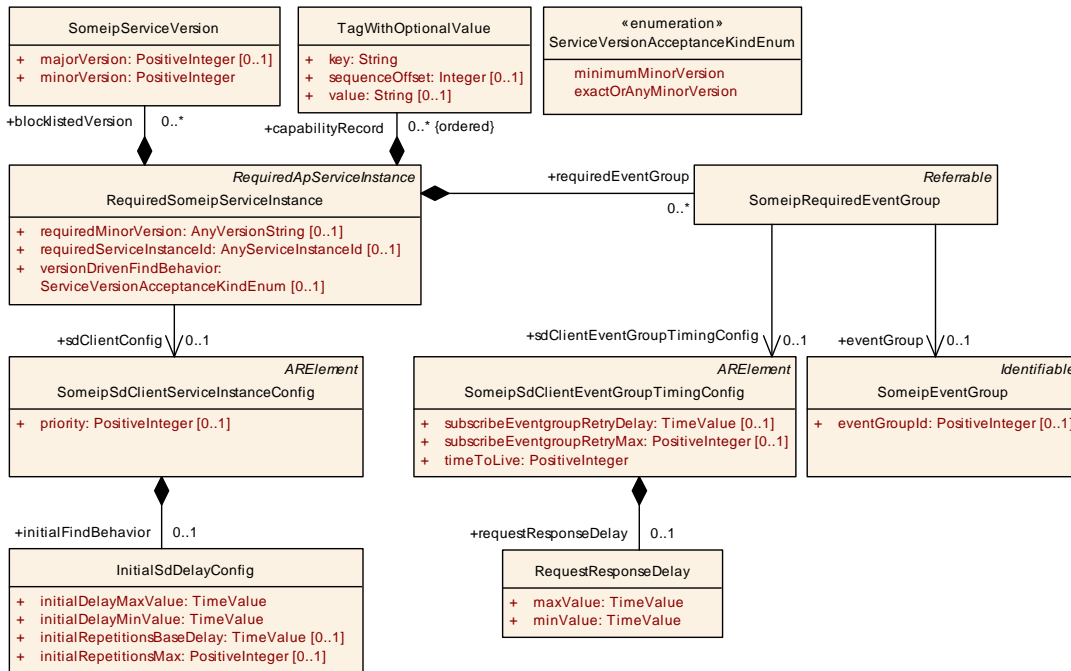 SomeipServiceVersion
+ majorVersion: PositiveInteger [0..1]
+ minorVersion: PositiveInteger
TagWithOptionalValue
+ key: String
+ sequenceOffset: Integer [0..1]
+ value: String [0..1]
«enumeration»
ServiceVersionAcceptanceKindEnum
minimumMinorVersion
exactOrAnyMinorVersion
+blocklistedVersion 0..*
+capabilityRecord 0..* {ordered}
RequiredApServiceInstance
RequiredSomeipServiceInstance
+ requiredMinorVersion: AnyVersionString [0..1]
+ requiredServiceInstanceId: AnyServiceInstanceId [0..1]
+ versionDrivenFindBehavior:
ServiceVersionAcceptanceKindEnum [0..1]
+requiredEventGroup
0..*
Referrable
SomeipRequiredEventGroup
+sdClientConfig 0..1
+sdClientEventGroupTimingConfig 0..1
+eventGroup 0..1
ARElement
SomeipSdClientServiceInstanceConfig
+ priority: PositiveInteger [0..1]
ARElement
SomeipSdClientEventGroupTimingConfig
+ subscribeEventgroupRetryDelay: TimeValue [0..1]
+ subscribeEventgroupRetryMax: PositiveInteger [0..1]
+ timeToLive: PositiveInteger
Identifiable
SomeipEventGroup
+ eventGroupId: PositiveInteger [0..1]
+initialFindBehavior 0..1
+requestResponseDelay 0..1
InitialSdDelayConfig
+ initialDelayMaxValue: TimeValue
+ initialDelayMinValue: TimeValue
+ initialRepetitionsBaseDelay: TimeValue [0..1]
+ initialRepetitionsMax: PositiveInteger [0..1]
RequestResponseDelay
+ maxValue: TimeValue
+ minValue: TimeValue